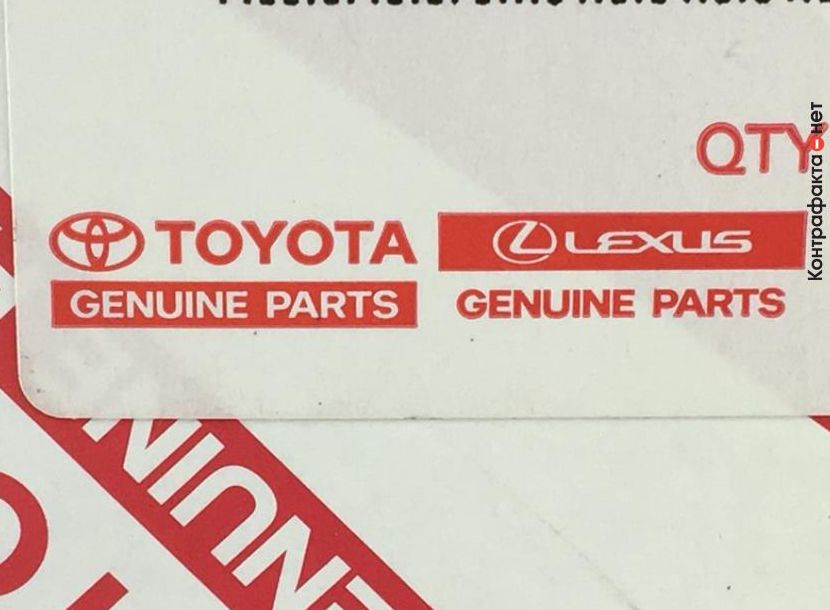 QTY
TOYOTA
GENUINE PARTS
LEXUS
GENUINE PARTS
Контрафакта нет